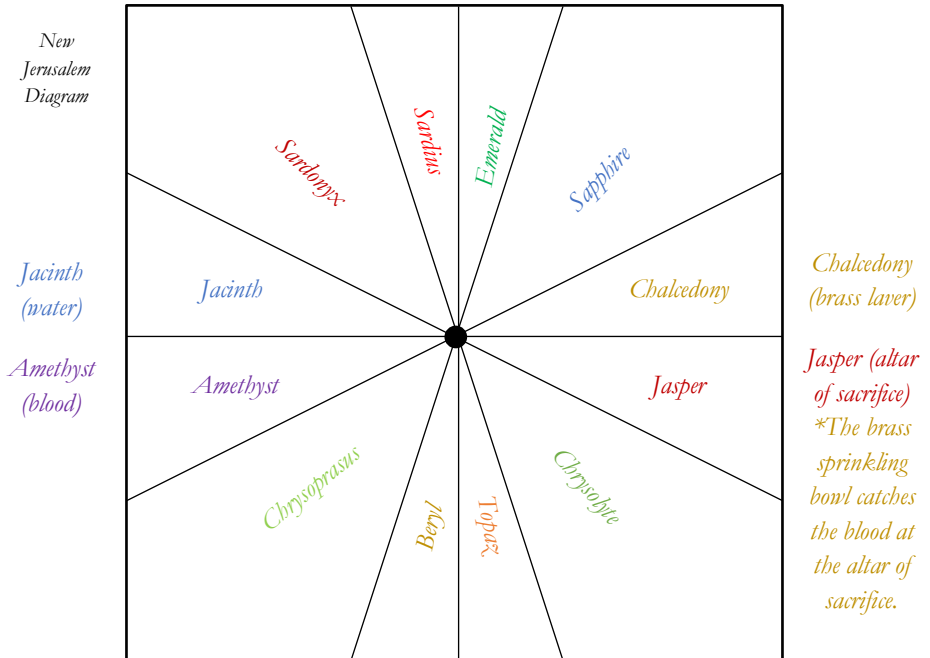 New
Jerusalem
Diagram
Sardius
Emerald
Sardonyx
Sapphire
Jacinth
(water)
Jacinth
Chalcedony
Chalcedony
(brass laver)
Amethyst
(blood)
Amethyst
Jasper
Jasper (altar
of sacrifice)
*The brass
sprinkling
bowl catches
the blood at
the altar of
sacrifice.
Chrysoprasus
Beryl
Topaz
Chrysolyte